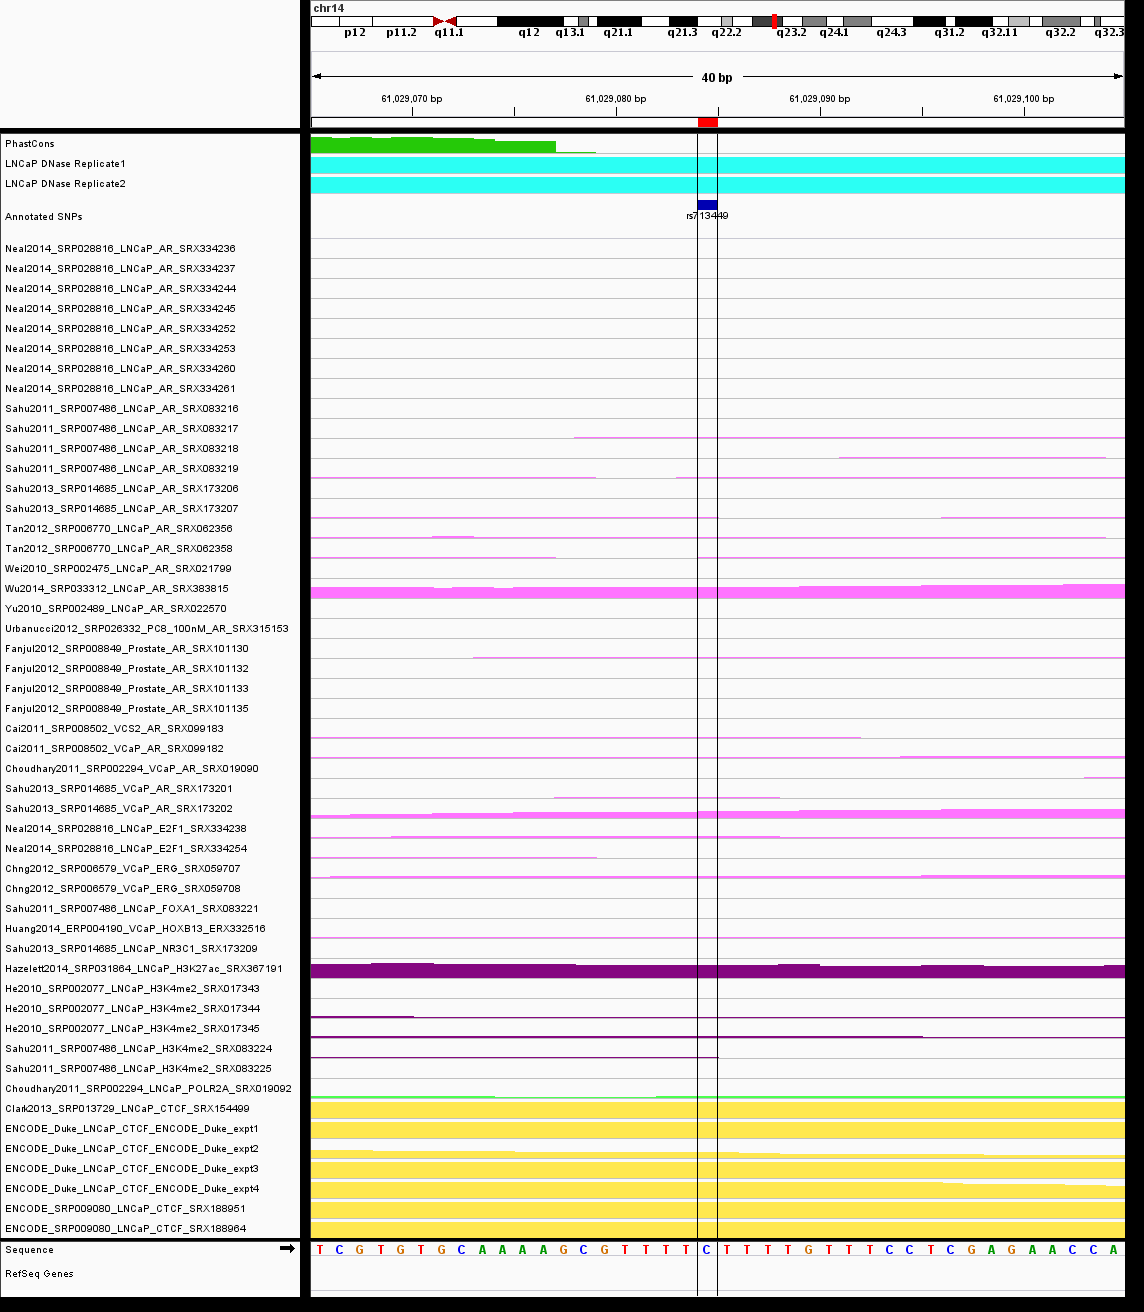 chr14
p12 p11.2 q11.1 q12 q13.1 q21.1 q21.3 q22.2 q23.2 q24.1 q24.3 q31.2 q32.11 q32.2 q32.3
40 bp
61,029,070 bp 61,029,080 bp 61,029,090 bp 61,029,100 bp
PhastCons
LNCaP DNase Replicate1
LNCaP DNase Replicate2
Annotated SNPs
rs713449
Neal2014_SRP028816_LNCaP_AR_SRX334236
Neal2014_SRP028816_LNCaP_AR_SRX334237
Neal2014_SRP028816_LNCaP_AR_SRX334244
Neal2014_SRP028816_LNCaP_AR_SRX334245
Neal2014_SRP028816_LNCaP_AR_SRX334252
Neal2014_SRP028816_LNCaP_AR_SRX334253
Neal2014_SRP028816_LNCaP_AR_SRX334260
Neal2014_SRP028816_LNCaP_AR_SRX334261
Sahu2011_SRP007486_LNCaP_AR_SRX083216
Sahu2011_SRP007486_LNCaP_AR_SRX083217
Sahu2011_SRP007486_LNCaP_AR_SRX083218
Sahu2011_SRP007486_LNCaP_AR_SRX083219
Sahu2013_SRP014685_LNCaP_AR_SRX173206
Sahu2013_SRP014685_LNCaP_AR_SRX173207
Tan2012_SRP006770_LNCaP_AR_SRX062356
Tan2012_SRP006770_LNCaP_AR_SRX062358
Wei2010_SRP002475_LNCaP_AR_SRX021799
Wu2014_SRP033312_LNCaP_AR_SRX383815
Yu2010_SRP002489_LNCaP_AR_SRX022570
Urbanucci2012_SRP026332_PC8_100nM_AR_SRX315153
Fanjul2012_SRP008849_Prostate_AR_SRX101130
Fanjul2012_SRP008849_Prostate_AR_SRX101132
Fanjul2012_SRP008849_Prostate_AR_SRX101133
Fanjul2012_SRP008849_Prostate_AR_SRX101135
Cai2011_SRP008502_VCS2_AR_SRX099183
Cai2011_SRP008502_VCaP_AR_SRX099182
Choudhary2011_SRP002294_VCaP_AR_SRX019090
Sahu2013_SRP014685_VCaP_AR_SRX173201
Sahu2013_SRP014685_VCaP_AR_SRX173202
Neal2014_SRP028816_LNCaP_E2F1_SRX334238
Neal2014_SRP028816_LNCaP_E2F1_SRX334254
Chng2012_SRP006579_VCaP_ERG_SRX059707
Chng2012_SRP006579_VCaP_ERG_SRX059708
Sahu2011_SRP007486_LNCaP_FOXA1_SRX083221
Huang2014_ERP004190_VCaP_HOXB13_ERX332516
Sahu2013_SRP014685_LNCaP_NR3C1_SRX173209
Hazelett2014_SRP031864_LNCaP_H3K27ac_SRX367191
He2010_SRP002077_LNCaP_H3K4me2_SRX017343
He2010_SRP002077_LNCaP_H3K4me2_SRX017344
He2010_SRP002077_LNCaP_H3K4me2_SRX017345
Sahu2011_SRP007486_LNCaP_H3K4me2_SRX083224
Sahu2011_SRP007486_LNCaP_H3K4me2_SRX083225
Choudhary2011_SRP002294_LNCaP_POLR2A_SRX019092
Clark2013_SRP013729_LNCaP_CTCF_SRX154499
ENCODE_Duke_LNCaP_CTCF_ENCODE_Duke_expt1
ENCODE_Duke_LNCaP_CTCF_ENCODE_Duke_expt2
ENCODE_Duke_LNCaP_CTCF_ENCODE_Duke_expt3
ENCODE_Duke_LNCaP_CTCF_ENCODE_Duke_expt4
ENCODE_SRP009080_LNCaP_CTCF_SRX188951
ENCODE_SRP009080_LNCaP_CTCF_SRX188964
Sequence T C G T G T G C A A A A G C G T T T T C T T T T G T T T C C T C G A G A A C C A
RefSeq Genes